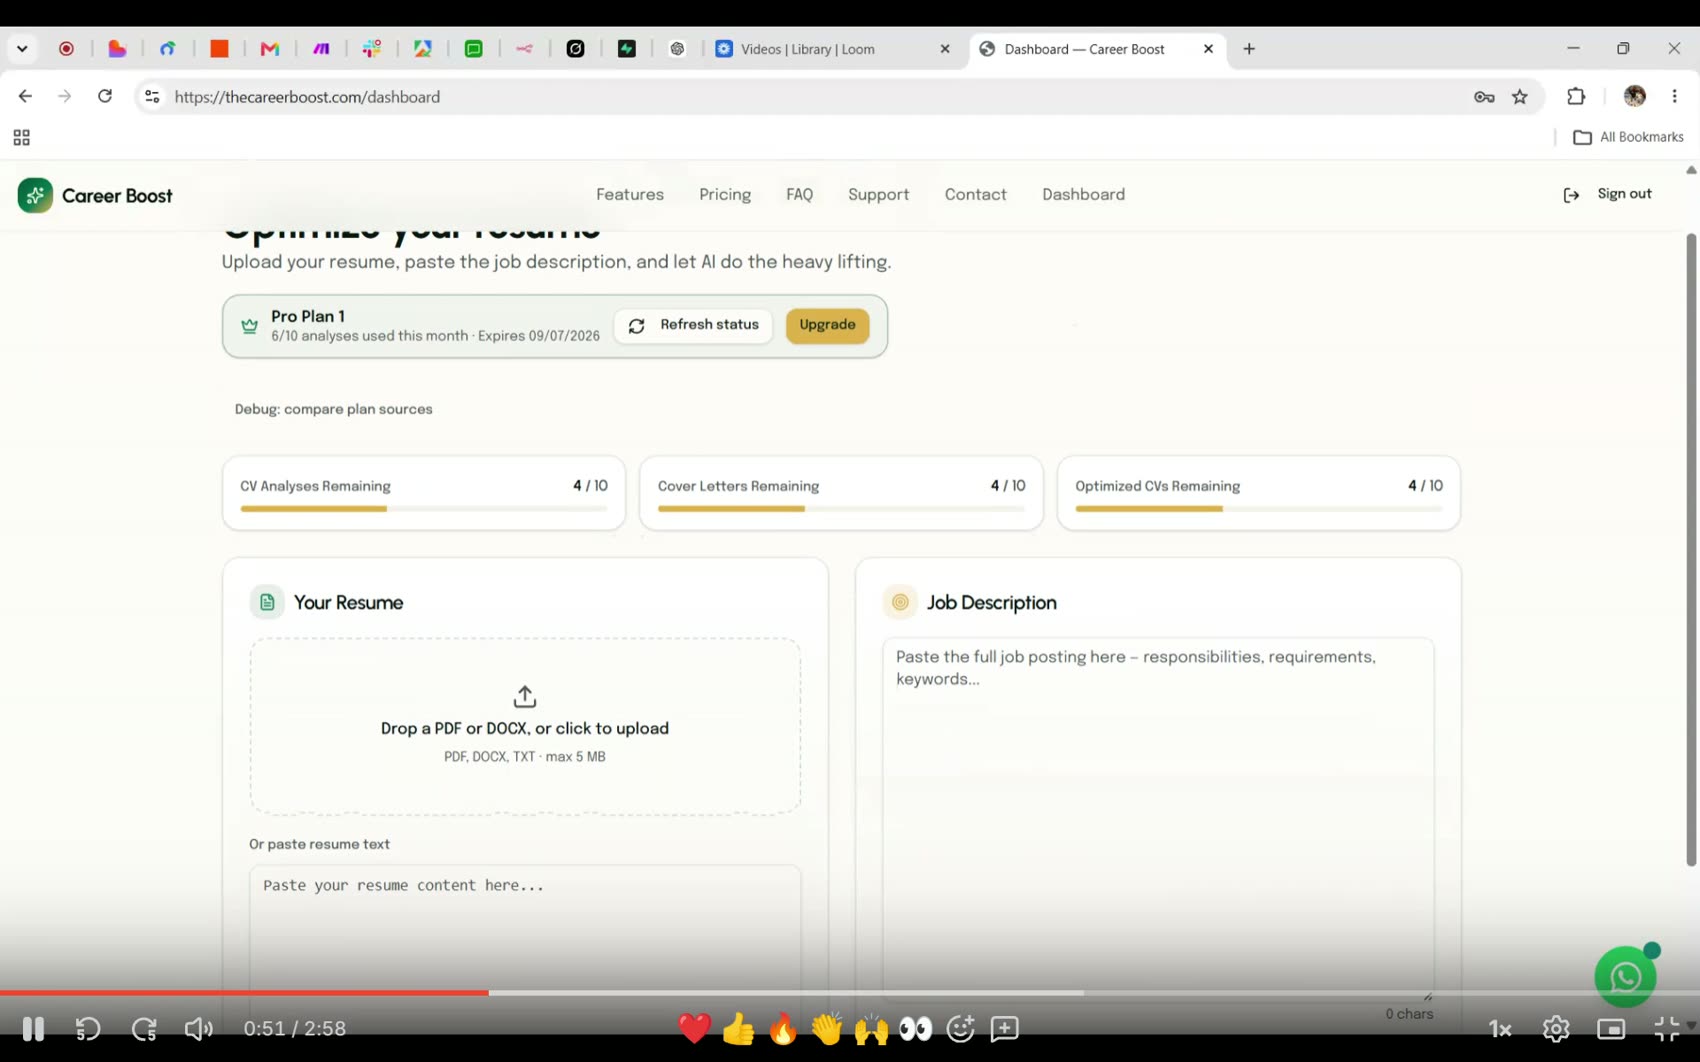 Videos | Library | Loom
Dashboard — Career Boost
https://thecareerboost.com/dashboard
All Bookmarks
Career Boost
Features
Pricing
FAQ
Support
Contact
Dashboard
Sign out
Optimize your resume
Upload your resume, paste the job description, and let AI do the heavy lifting.
Pro Plan 1
6/10 analyses used this month · Expires 09/07/2026
Refresh status
Upgrade
Debug: compare plan sources
CV Analyses Remaining
4 / 10
Cover Letters Remaining
4 / 10
Optimized CVs Remaining
4 / 10
Your Resume
Drop a PDF or DOCX, or click to upload
PDF, DOCX, TXT · max 5 MB
Or paste resume text
Paste your resume content here...
Job Description
Paste the full job posting here – responsibilities, requirements,
keywords...
0 chars
5
5
0:51 / 2:58
1x